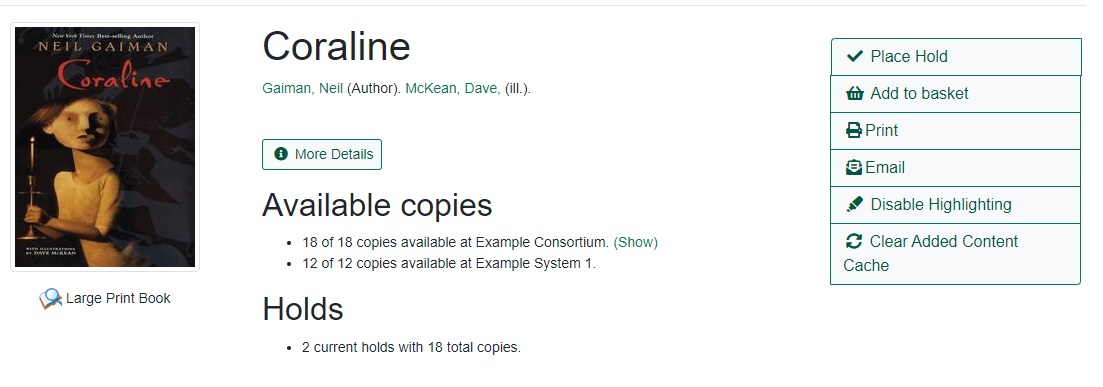 New York Times Best-selling Author
NEIL GAIMAN
Coraline
WITH ILLUSTRATIONS
BY DAVE McKEAN
Large Print Book
Coraline
Gaiman, Neil (Author). McKean, Dave, (ill.).
More Details
Available copies
18 of 18 copies available at Example Consortium. (Show)
12 of 12 copies available at Example System 1.
Holds
2 current holds with 18 total copies.
Place Hold
Add to basket
Print
Email
Disable Highlighting
Clear Added Content
Cache